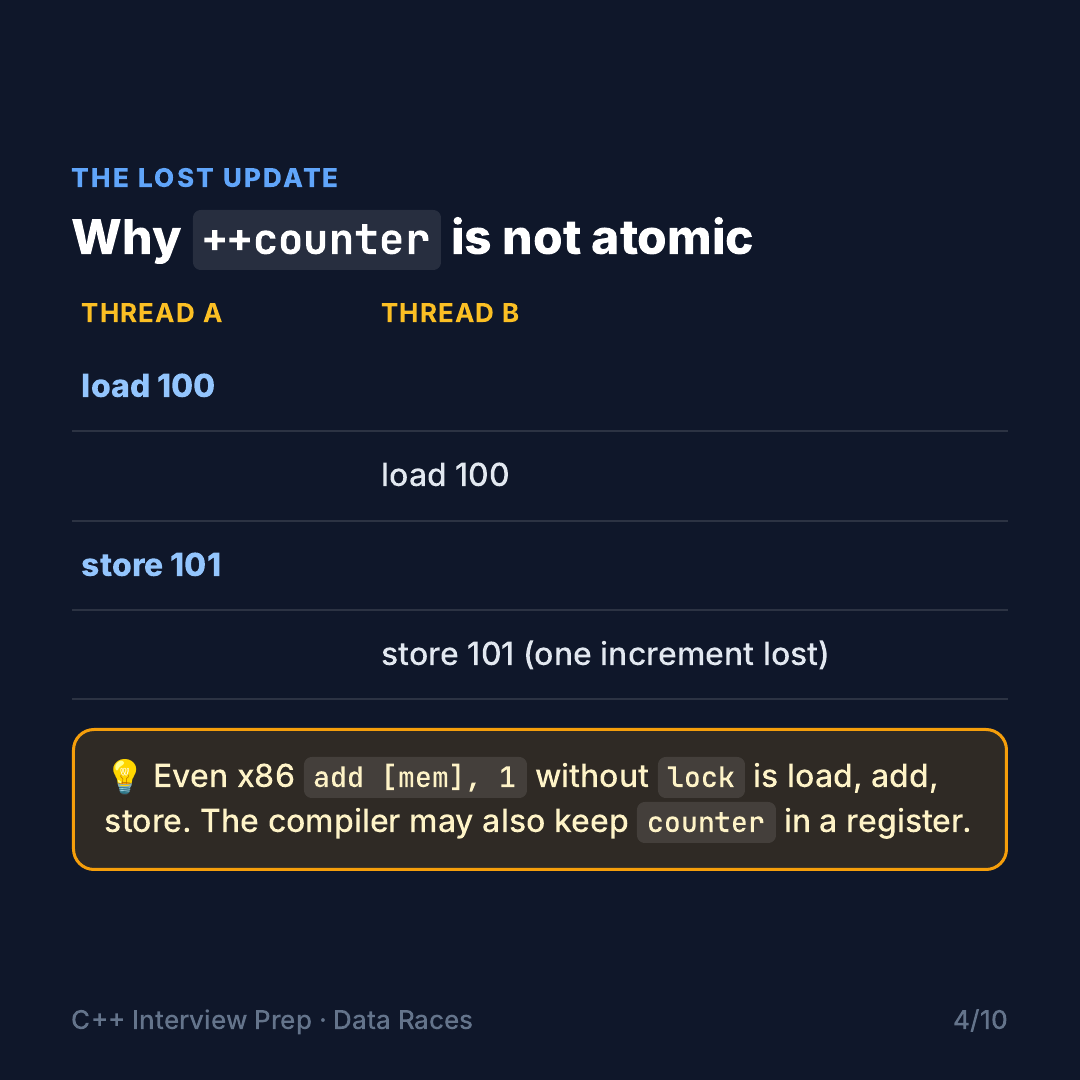 THE LOST UPDATE
Why ++counter is not atomic
THREAD A THREAD B
load 100
load 100
store 101
store 101 (one increment lost)
💡 Even x86 add [mem], 1 without lock is load, add,
store. The compiler may also keep counter in a register.
C++ Interview Prep · Data Races 4/10